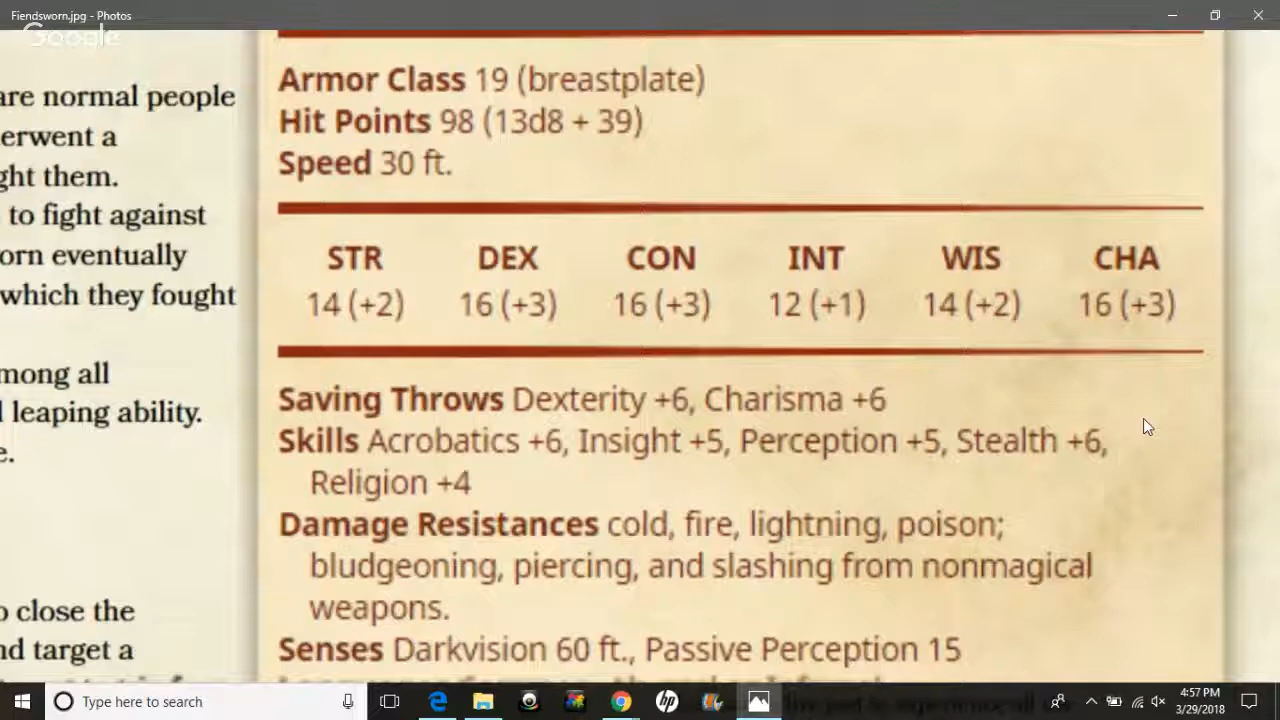 Fiendsworn.jpg - Photos
Google
are normal people
erwent a
ght them.
to fight against
orn eventually
which they fought
mong all
leaping ability.
e.
o close the
nd target a
Armor Class 19 (breastplate)
Hit Points 98 (13d8 + 39)
Speed 30 ft.
STR DEX CON INT WIS CHA
14 (+2) 16 (+3) 16 (+3) 12 (+1) 14 (+2) 16 (+3)
Saving Throws Dexterity +6, Charisma +6
Skills Acrobatics +6, Insight +5, Perception +5, Stealth +6,
Religion +4
Damage Resistances cold, fire, lightning, poison;
bludgeoning, piercing, and slashing from nonmagical
weapons.
Senses Darkvision 60 ft., Passive Perception 15
Type here to search
hp
4:57 PM
3/29/2018